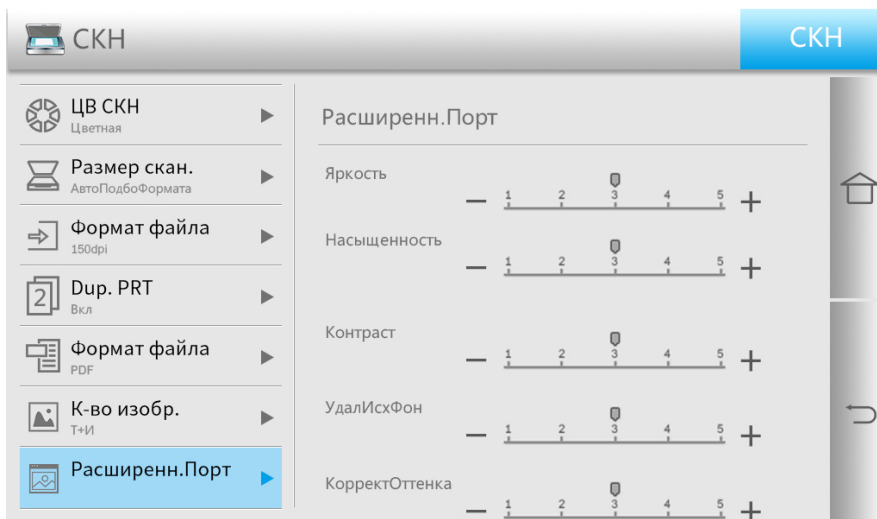 СКН
СКН
ЦВ СКН
Цветная
Размер скан.
АвтоПодбоФормата
Формат файла
150dpi
2
Dup. PRT
Вкл
Формат файла
PDF
К-во изобр.
Т+И
Расширенн.Порт
Расширенн.Порт
Яркость
— 1 2 3 4 5 +
Насыщенность
— 1 2 3 4 5 +
Контраст
— 1 2 3 4 5 +
УдалИсхФон
— 1 2 3 4 5 +
КорректОттенка
— 1 2 3 4 5 +